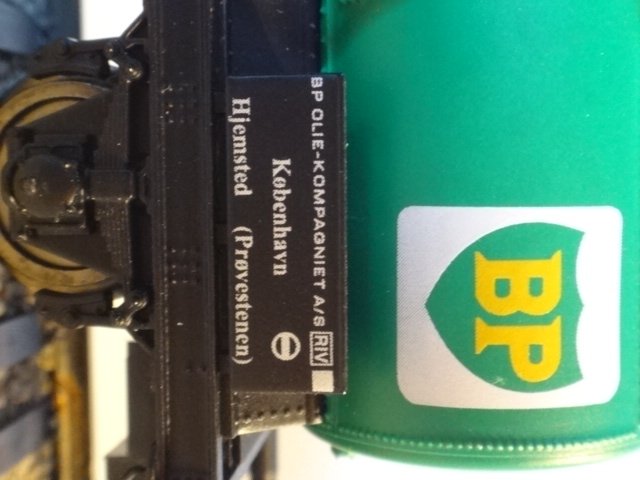 BP OLIE-KOMPAGNIET A/S RIV
København
Hjemsted (Prøvestenen)
BP